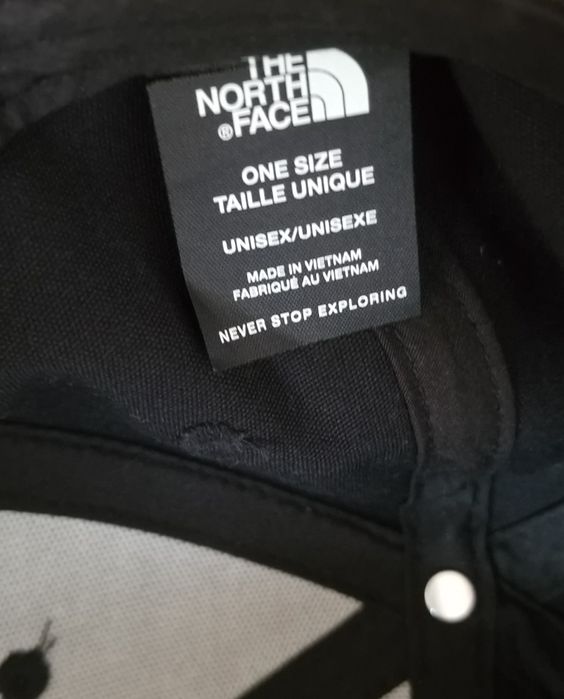 THE
NORTH
®FACE
ONE SIZE
TAILLE UNIQUE
UNISEX/UNISEXE
MADE IN VIETNAM
FABRIQUÉ AU VIETNAM
NEVER STOP EXPLORING